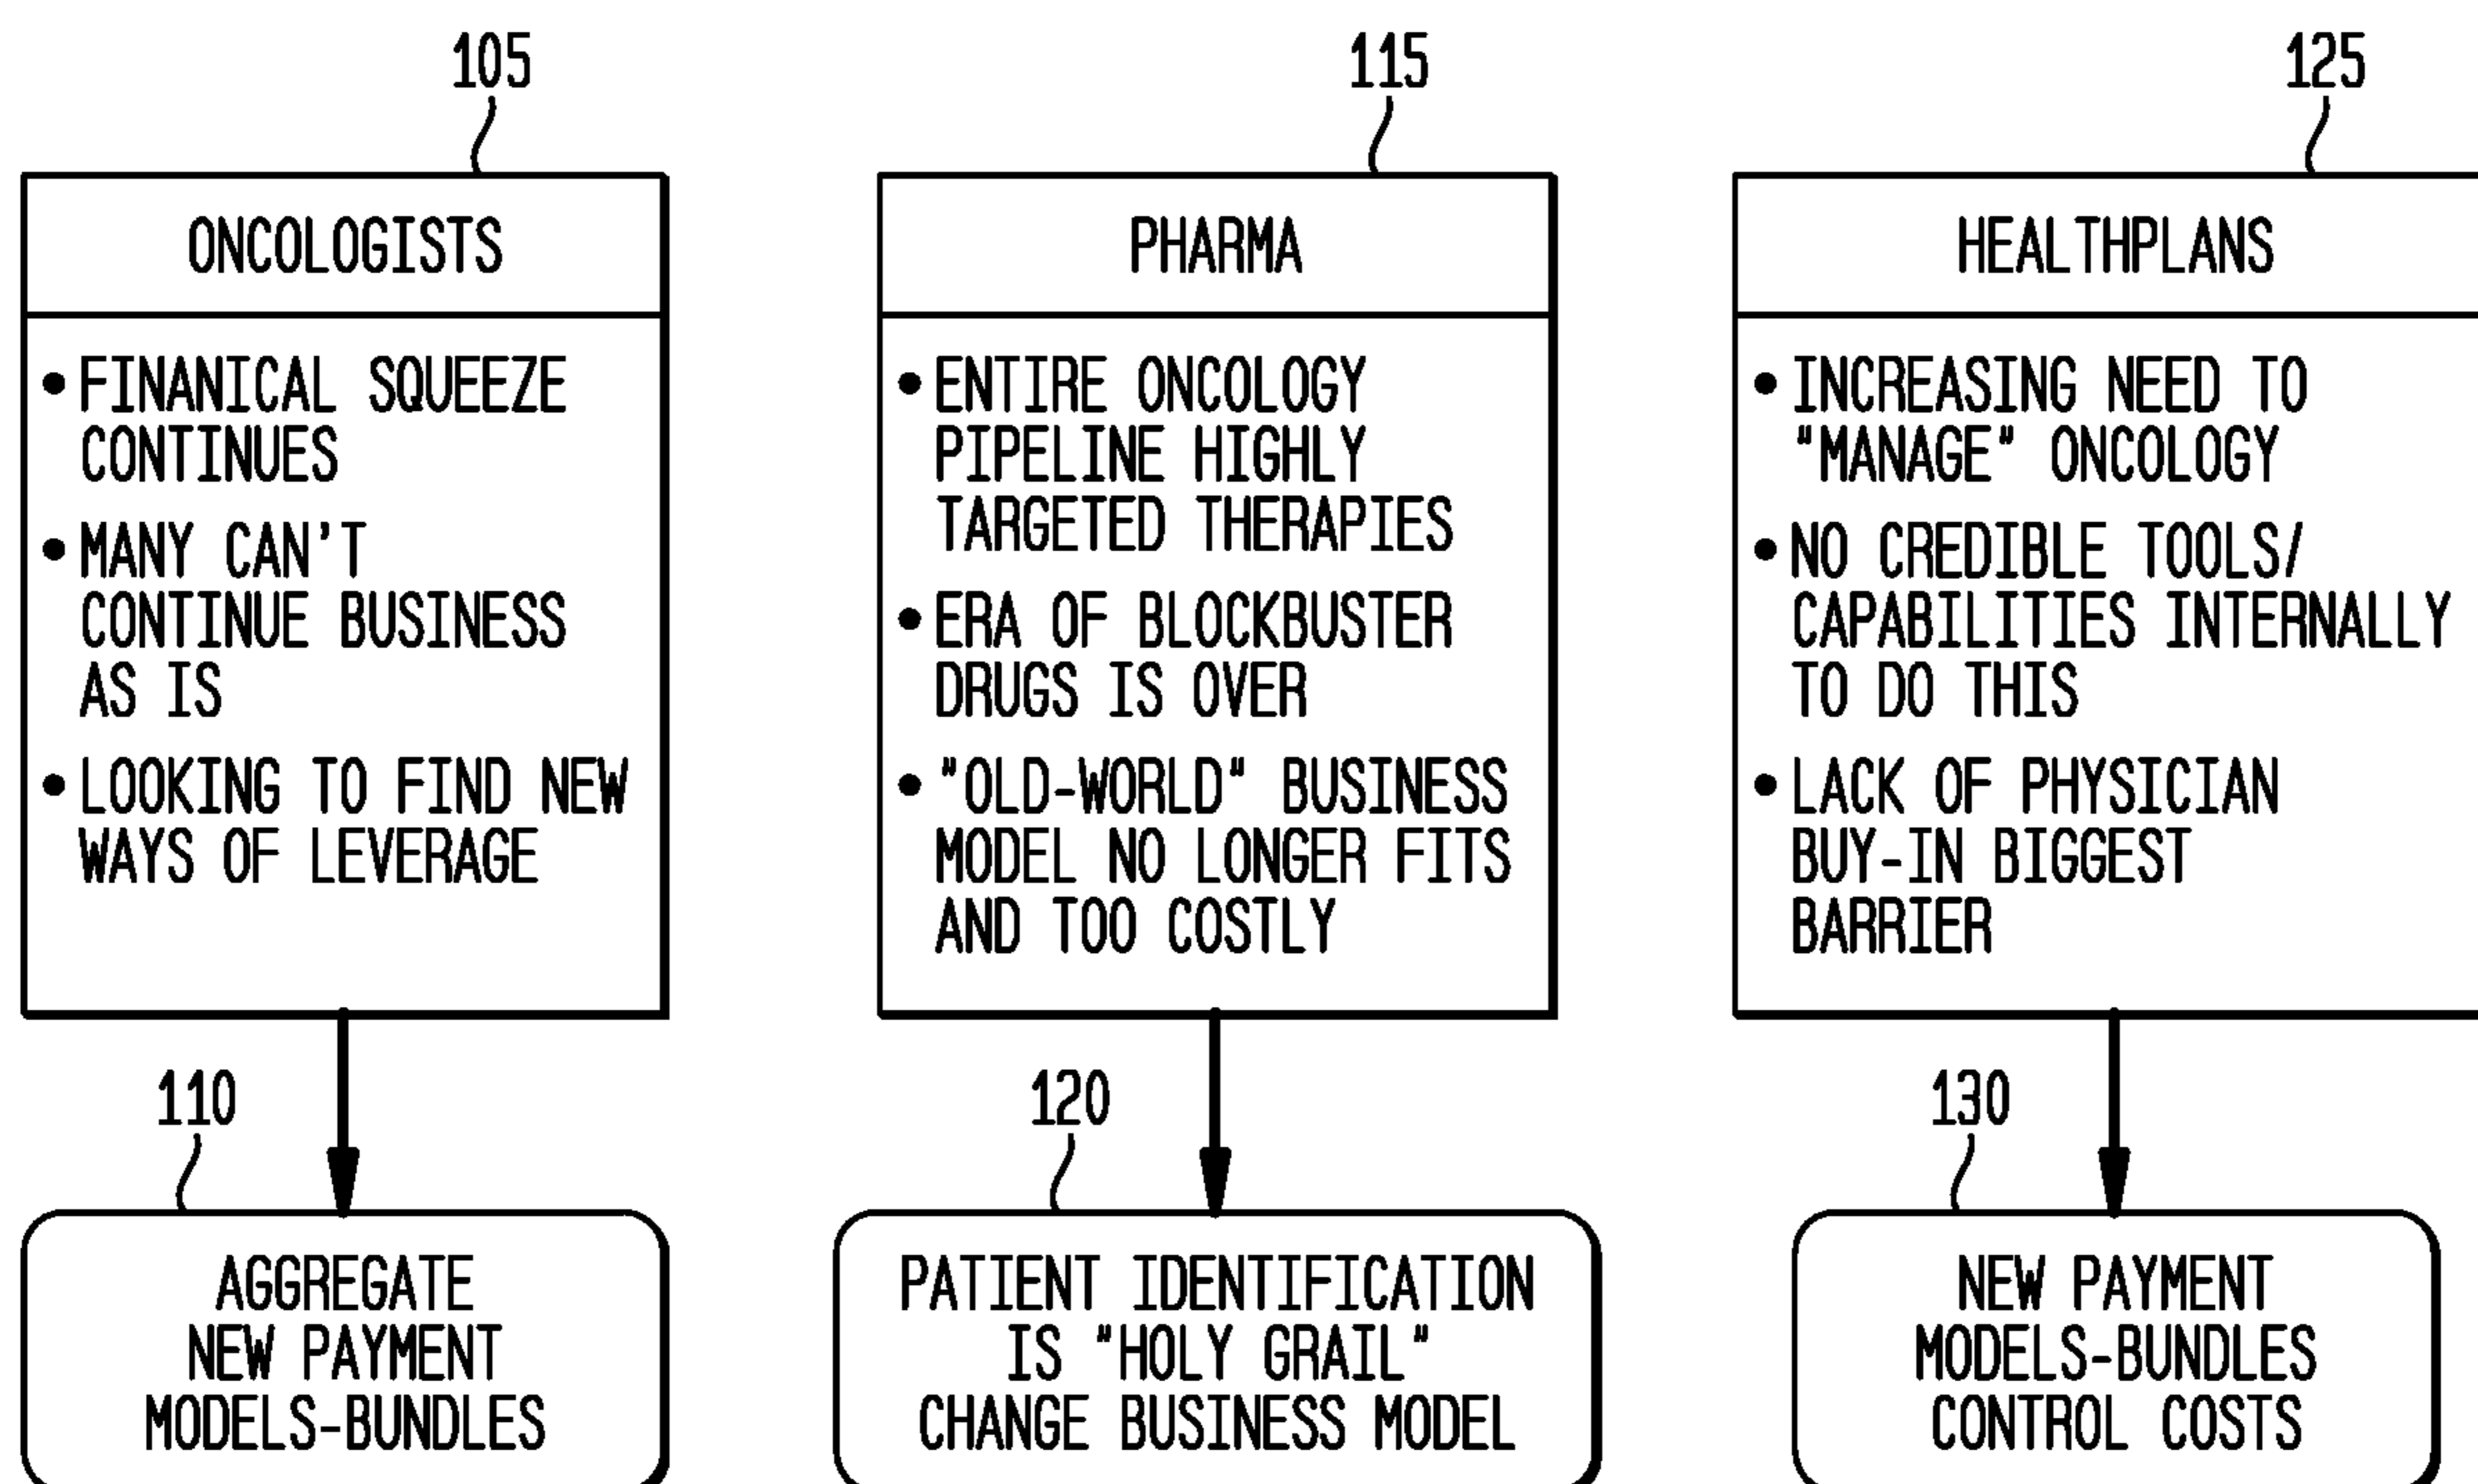 105
ONCOLOGISTS
• FINANICAL SQUEEZE
CONTINUES
• MANY CAN'T
CONTINUE BUSINESS
AS IS
• LOOKING TO FIND NEW
WAYS OF LEVERAGE
110
AGGREGATE
NEW PAYMENT
MODELS-BUNDLES
115
PHARMA
• ENTIRE ONCOLOGY
PIPELINE HIGHLY
TARGETED THERAPIES
• ERA OF BLOCKBUSTER
DRUGS IS OVER
• "OLD-WORLD" BUSINESS
MODEL NO LONGER FITS
AND TOO COSTLY
120
PATIENT IDENTIFICATION
IS "HOLY GRAIL"
CHANGE BUSINESS MODEL
125
HEALTHPLANS
• INCREASING NEED TO
"MANAGE" ONCOLOGY
• NO CREDIBLE TOOLS/
CAPABILITIES INTERNALLY
TO DO THIS
• LACK OF PHYSICIAN
BUY-IN BIGGEST
BARRIER
130
NEW PAYMENT
MODELS-BUNDLES
CONTROL COSTS